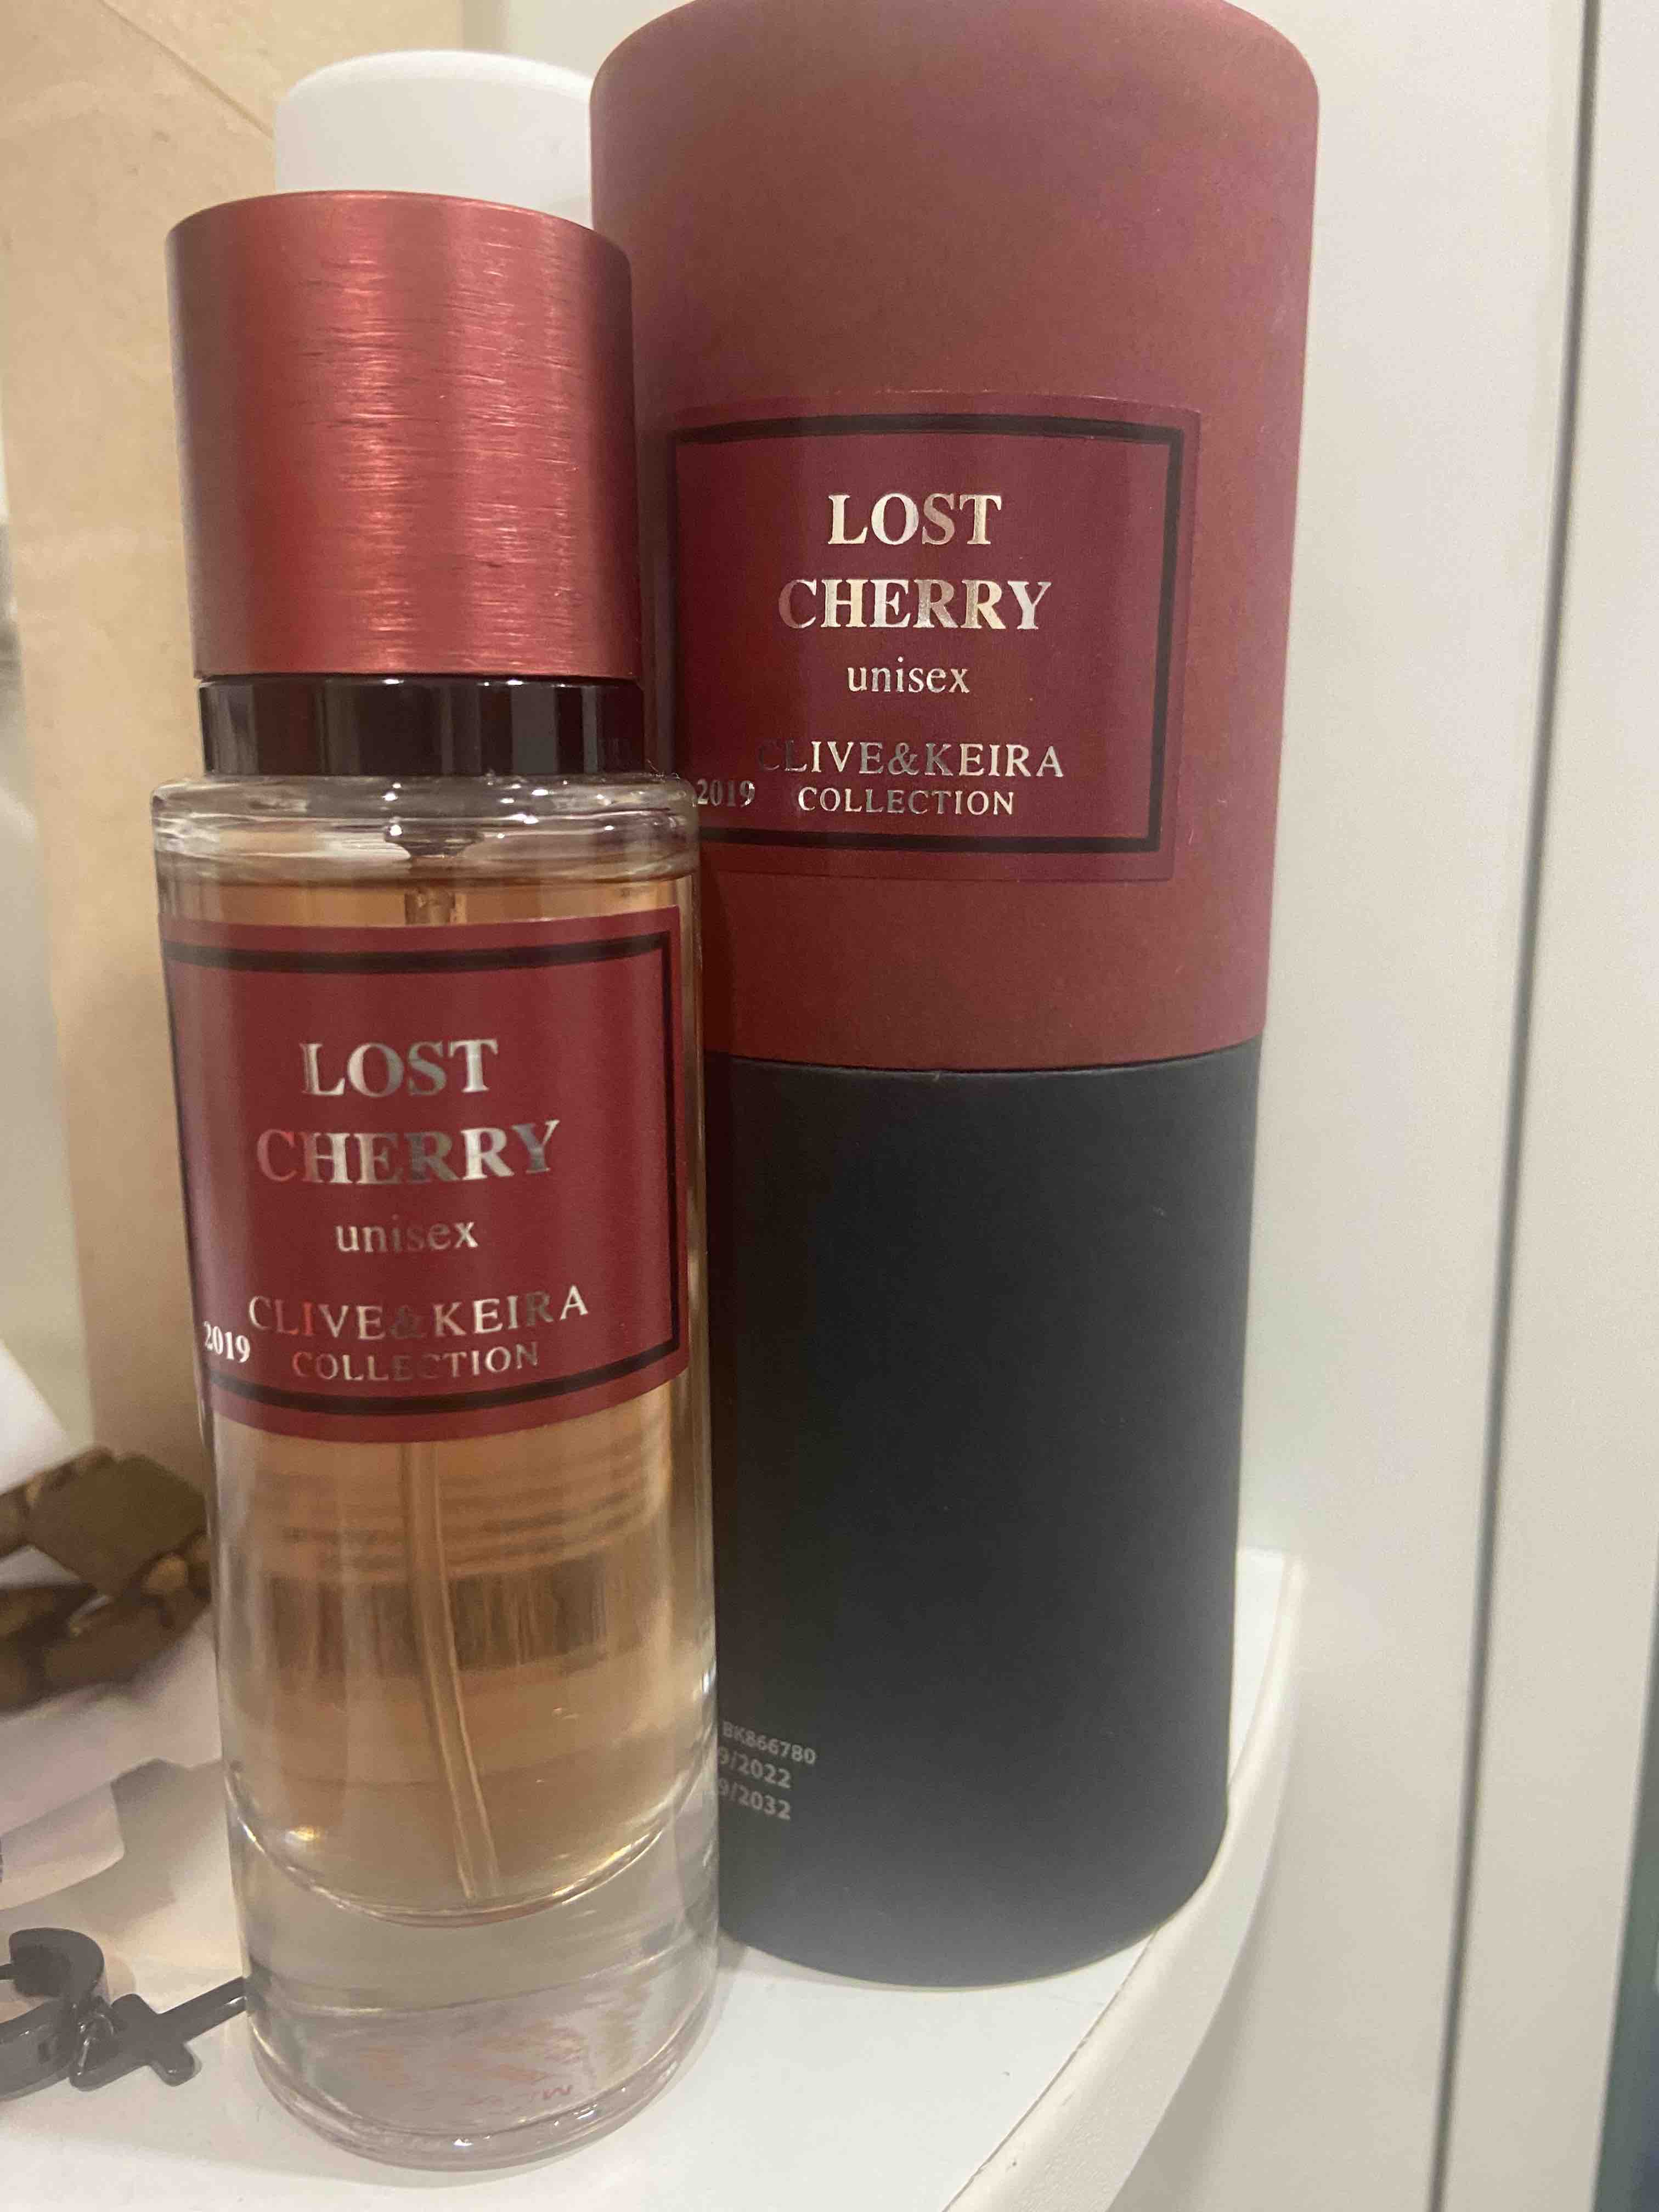 LOST
CHERRY
unisex
CLIVE&KEIRA
2019 COLLECTION
LOST
CHERRY
unisex
CLIVE&KEIRA
2019 COLLECTION
BK866780
9/2022
9/2032